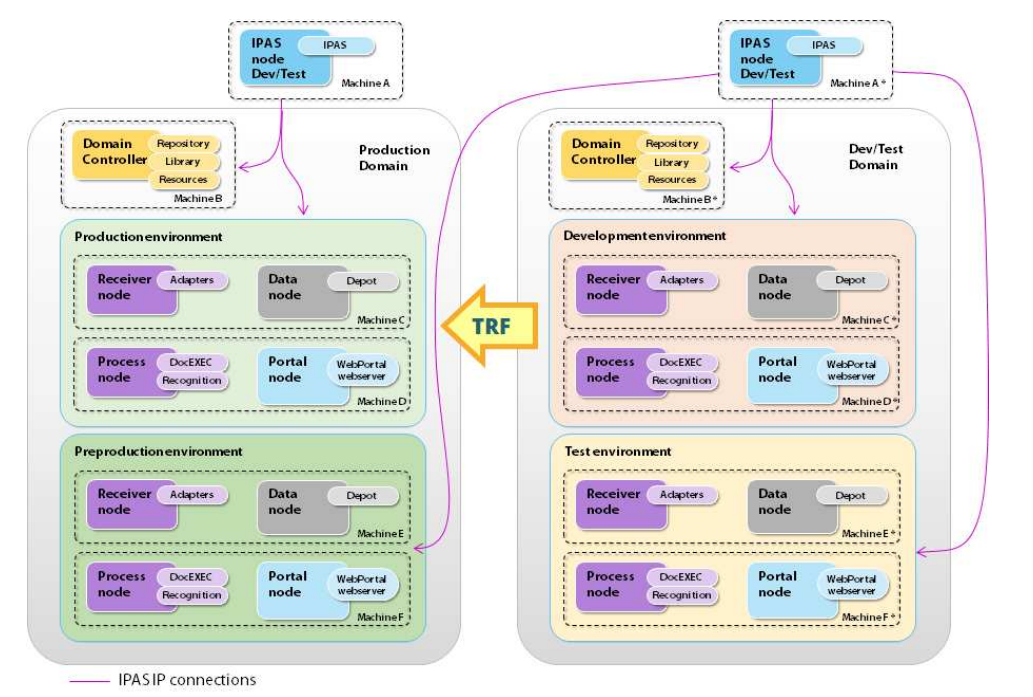 IPAS
node
Dev/Test
IPAS
Machine A
IPAS
node
Dev/Test
IPAS
Machine A *
Domain
Controller
Repository
Library
Resources
Machine B
Production
Domain
Domain
Controller
Repository
Library
Resources
Machine B *
Dev/Test
Domain
Production environment
Receiver
node
Adapters
Data
node
Depot
Machine C
Process
node
DocEXEC
Recognition
Portal
node
WebPortal
webserver
Machine D
TRF
Development environment
Receiver
node
Adapters
Data
node
Depot
Machine C *
Process
node
DocEXEC
Recognition
Portal
node
WebPortal
webserver
Machine D *
Preproduction environment
Receiver
node
Adapters
Data
node
Depot
Machine E
Process
node
DocEXEC
Recognition
Portal
node
WebPortal
webserver
Machine F
Test environment
Receiver
node
Adapters
Data
node
Depot
Machine E *
Process
node
DocEXEC
Recognition
Portal
node
WebPortal
webserver
Machine F *
IPAS IP connections